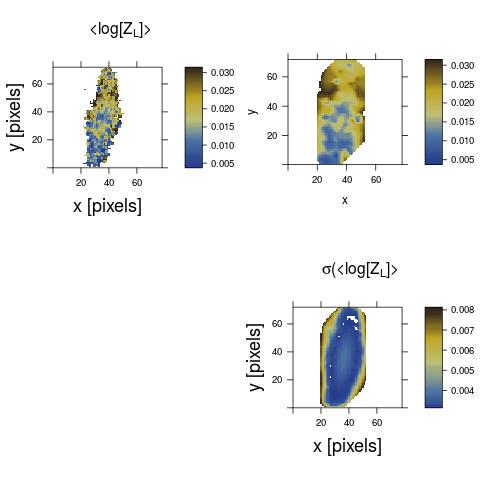 <log[Z_L]>
60
40
20
20 40 60
y [pixels]
x [pixels]
0.030
0.025
0.020
0.015
0.010
0.005
60
40
20
20 40 60
y
x
0.030
0.025
0.020
0.015
0.010
0.005
σ(<log[Z_L]>
60
40
20
20 40 60
y [pixels]
x [pixels]
0.008
0.007
0.006
0.005
0.004